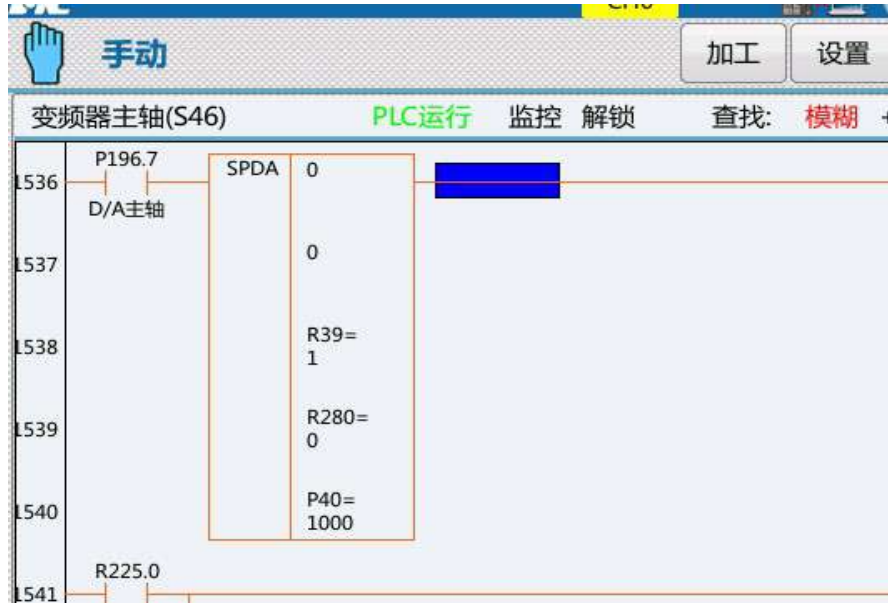 手动
加工
设置
变频器主轴(S46)
PLC运行
监控
解锁
查找:
模糊
P196.7
1536
SPDA
0
D/A主轴
1537
0
1538
R39=
1
1539
R280=
0
1540
P40=
1000
R225.0
1541